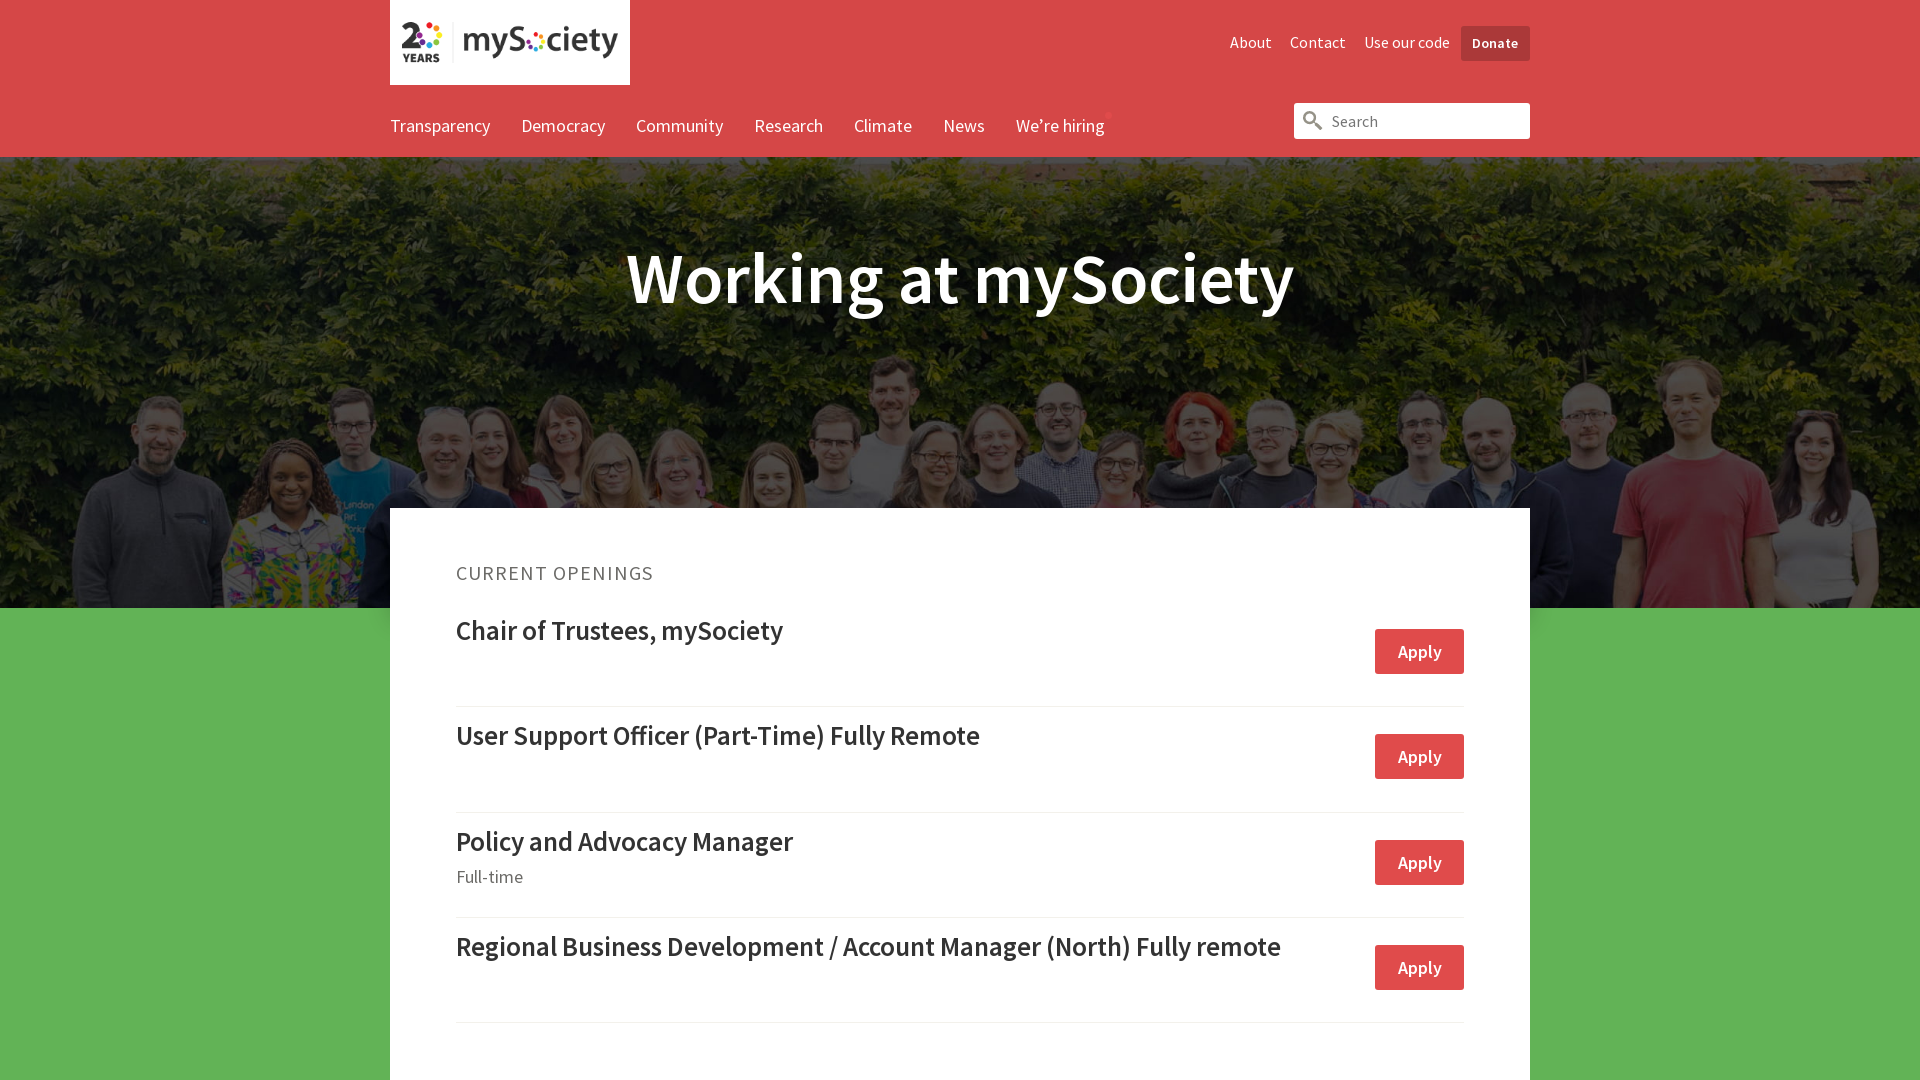 20 YEARS mySociety
About Contact Use our code Donate
Transparency Democracy Community Research Climate News We’re hiring Search
Working at mySociety
CURRENT OPENINGS
Chair of Trustees, mySociety
Apply
User Support Officer (Part-Time) Fully Remote
Apply
Policy and Advocacy Manager
Full-time
Apply
Regional Business Development / Account Manager (North) Fully remote
Apply